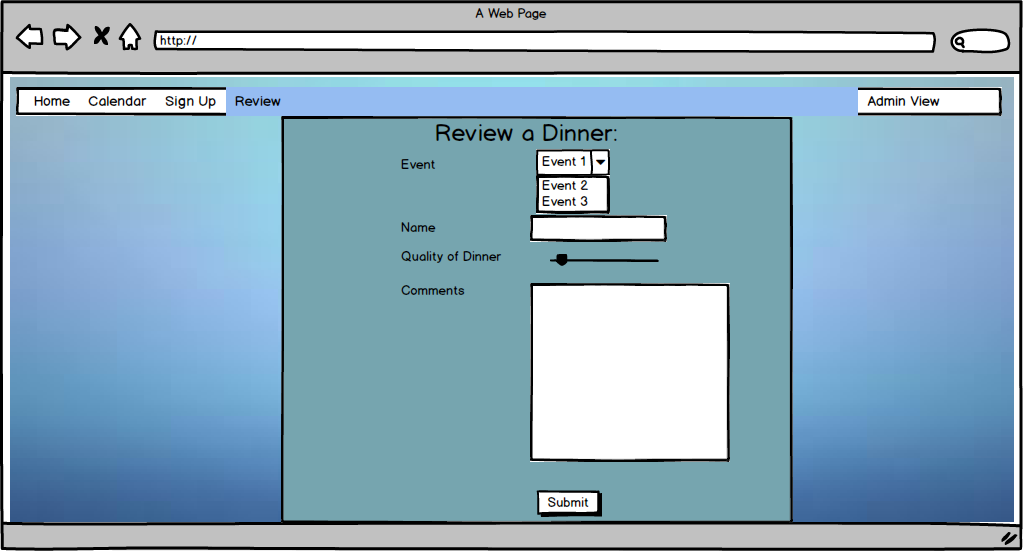 A Web Page
http://
Home Calendar Sign Up Review Admin View
Review a Dinner:
Event Event 1
Event 2
Event 3
Name
Quality of Dinner
Comments
Submit